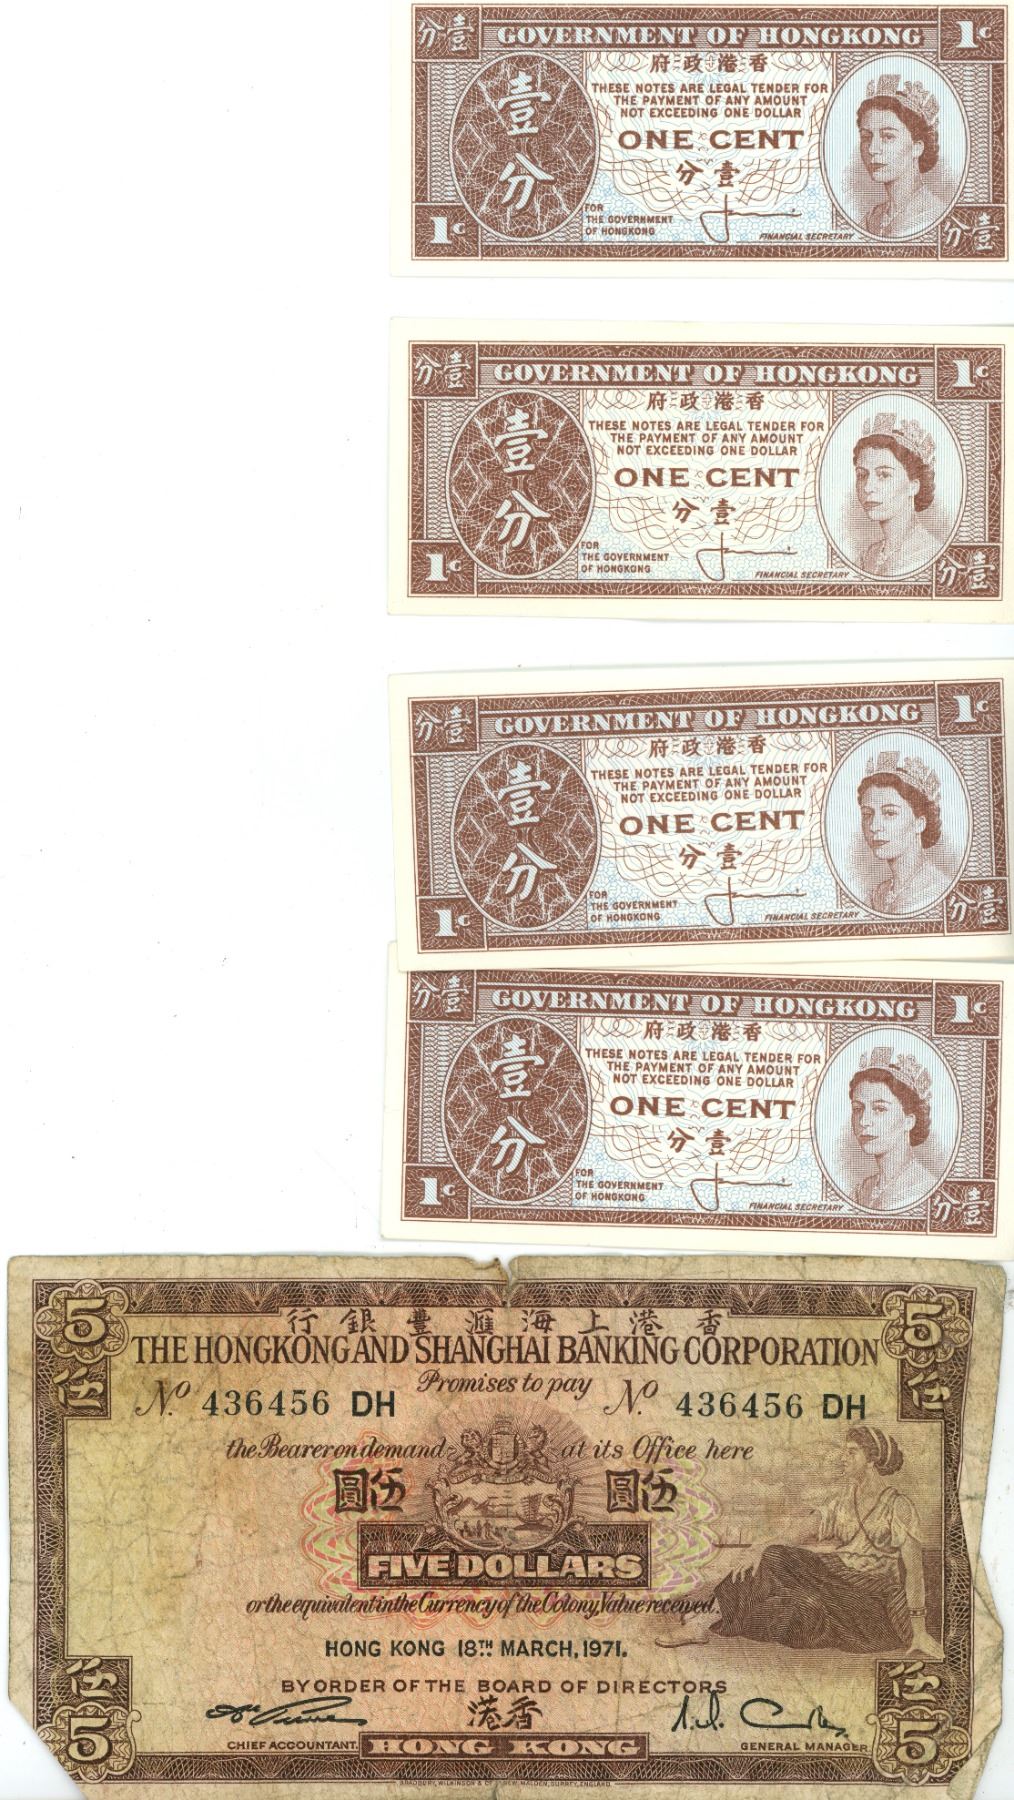 分壹 GOVERNMENT OF HONGKONG 1C
府政港香
壹分
THESE NOTES ARE LEGAL TENDER FOR
THE PAYMENT OF ANY AMOUNT
NOT EXCEEDING ONE DOLLAR
ONE CENT
分壹
FOR
THE GOVERNMENT
OF HONGKONG
FINANCIAL SECRETARY
1C 分壹
分壹 GOVERNMENT OF HONGKONG 1C
府政港香
壹分
THESE NOTES ARE LEGAL TENDER FOR
THE PAYMENT OF ANY AMOUNT
NOT EXCEEDING ONE DOLLAR
ONE CENT
分壹
FOR
THE GOVERNMENT
OF HONGKONG
FINANCIAL SECRETARY
1C 分壹
分壹 GOVERNMENT OF HONGKONG 1C
府政港香
壹分
THESE NOTES ARE LEGAL TENDER FOR
THE PAYMENT OF ANY AMOUNT
NOT EXCEEDING ONE DOLLAR
ONE CENT
分壹
FOR
THE GOVERNMENT
OF HONGKONG
FINANCIAL SECRETARY
1C 分壹
分壹 GOVERNMENT OF HONGKONG 1C
府政港香
壹分
THESE NOTES ARE LEGAL TENDER FOR
THE PAYMENT OF ANY AMOUNT
NOT EXCEEDING ONE DOLLAR
ONE CENT
分壹
FOR
THE GOVERNMENT
OF HONGKONG
FINANCIAL SECRETARY
1C 分壹
5 行銀豐滙海上港香 5
THE HONGKONG AND SHANGHAI BANKING CORPORATION
伍 Promises to pay 伍
No. 436456 DH No. 436456 DH
the Bearer on demand at its Office here
圓伍 圓伍
FIVE DOLLARS
or the equivalent in the Currency of the Colony, Value received.
HONG KONG 18TH MARCH, 1971.
BY ORDER OF THE BOARD OF DIRECTORS
伍 港香 伍
5 CHIEF ACCOUNTANT. HONG KONG GENERAL MANAGER. 5
BRADBURY, WILKINSON & Co. NEW MALDEN, SURREY, ENGLAND.